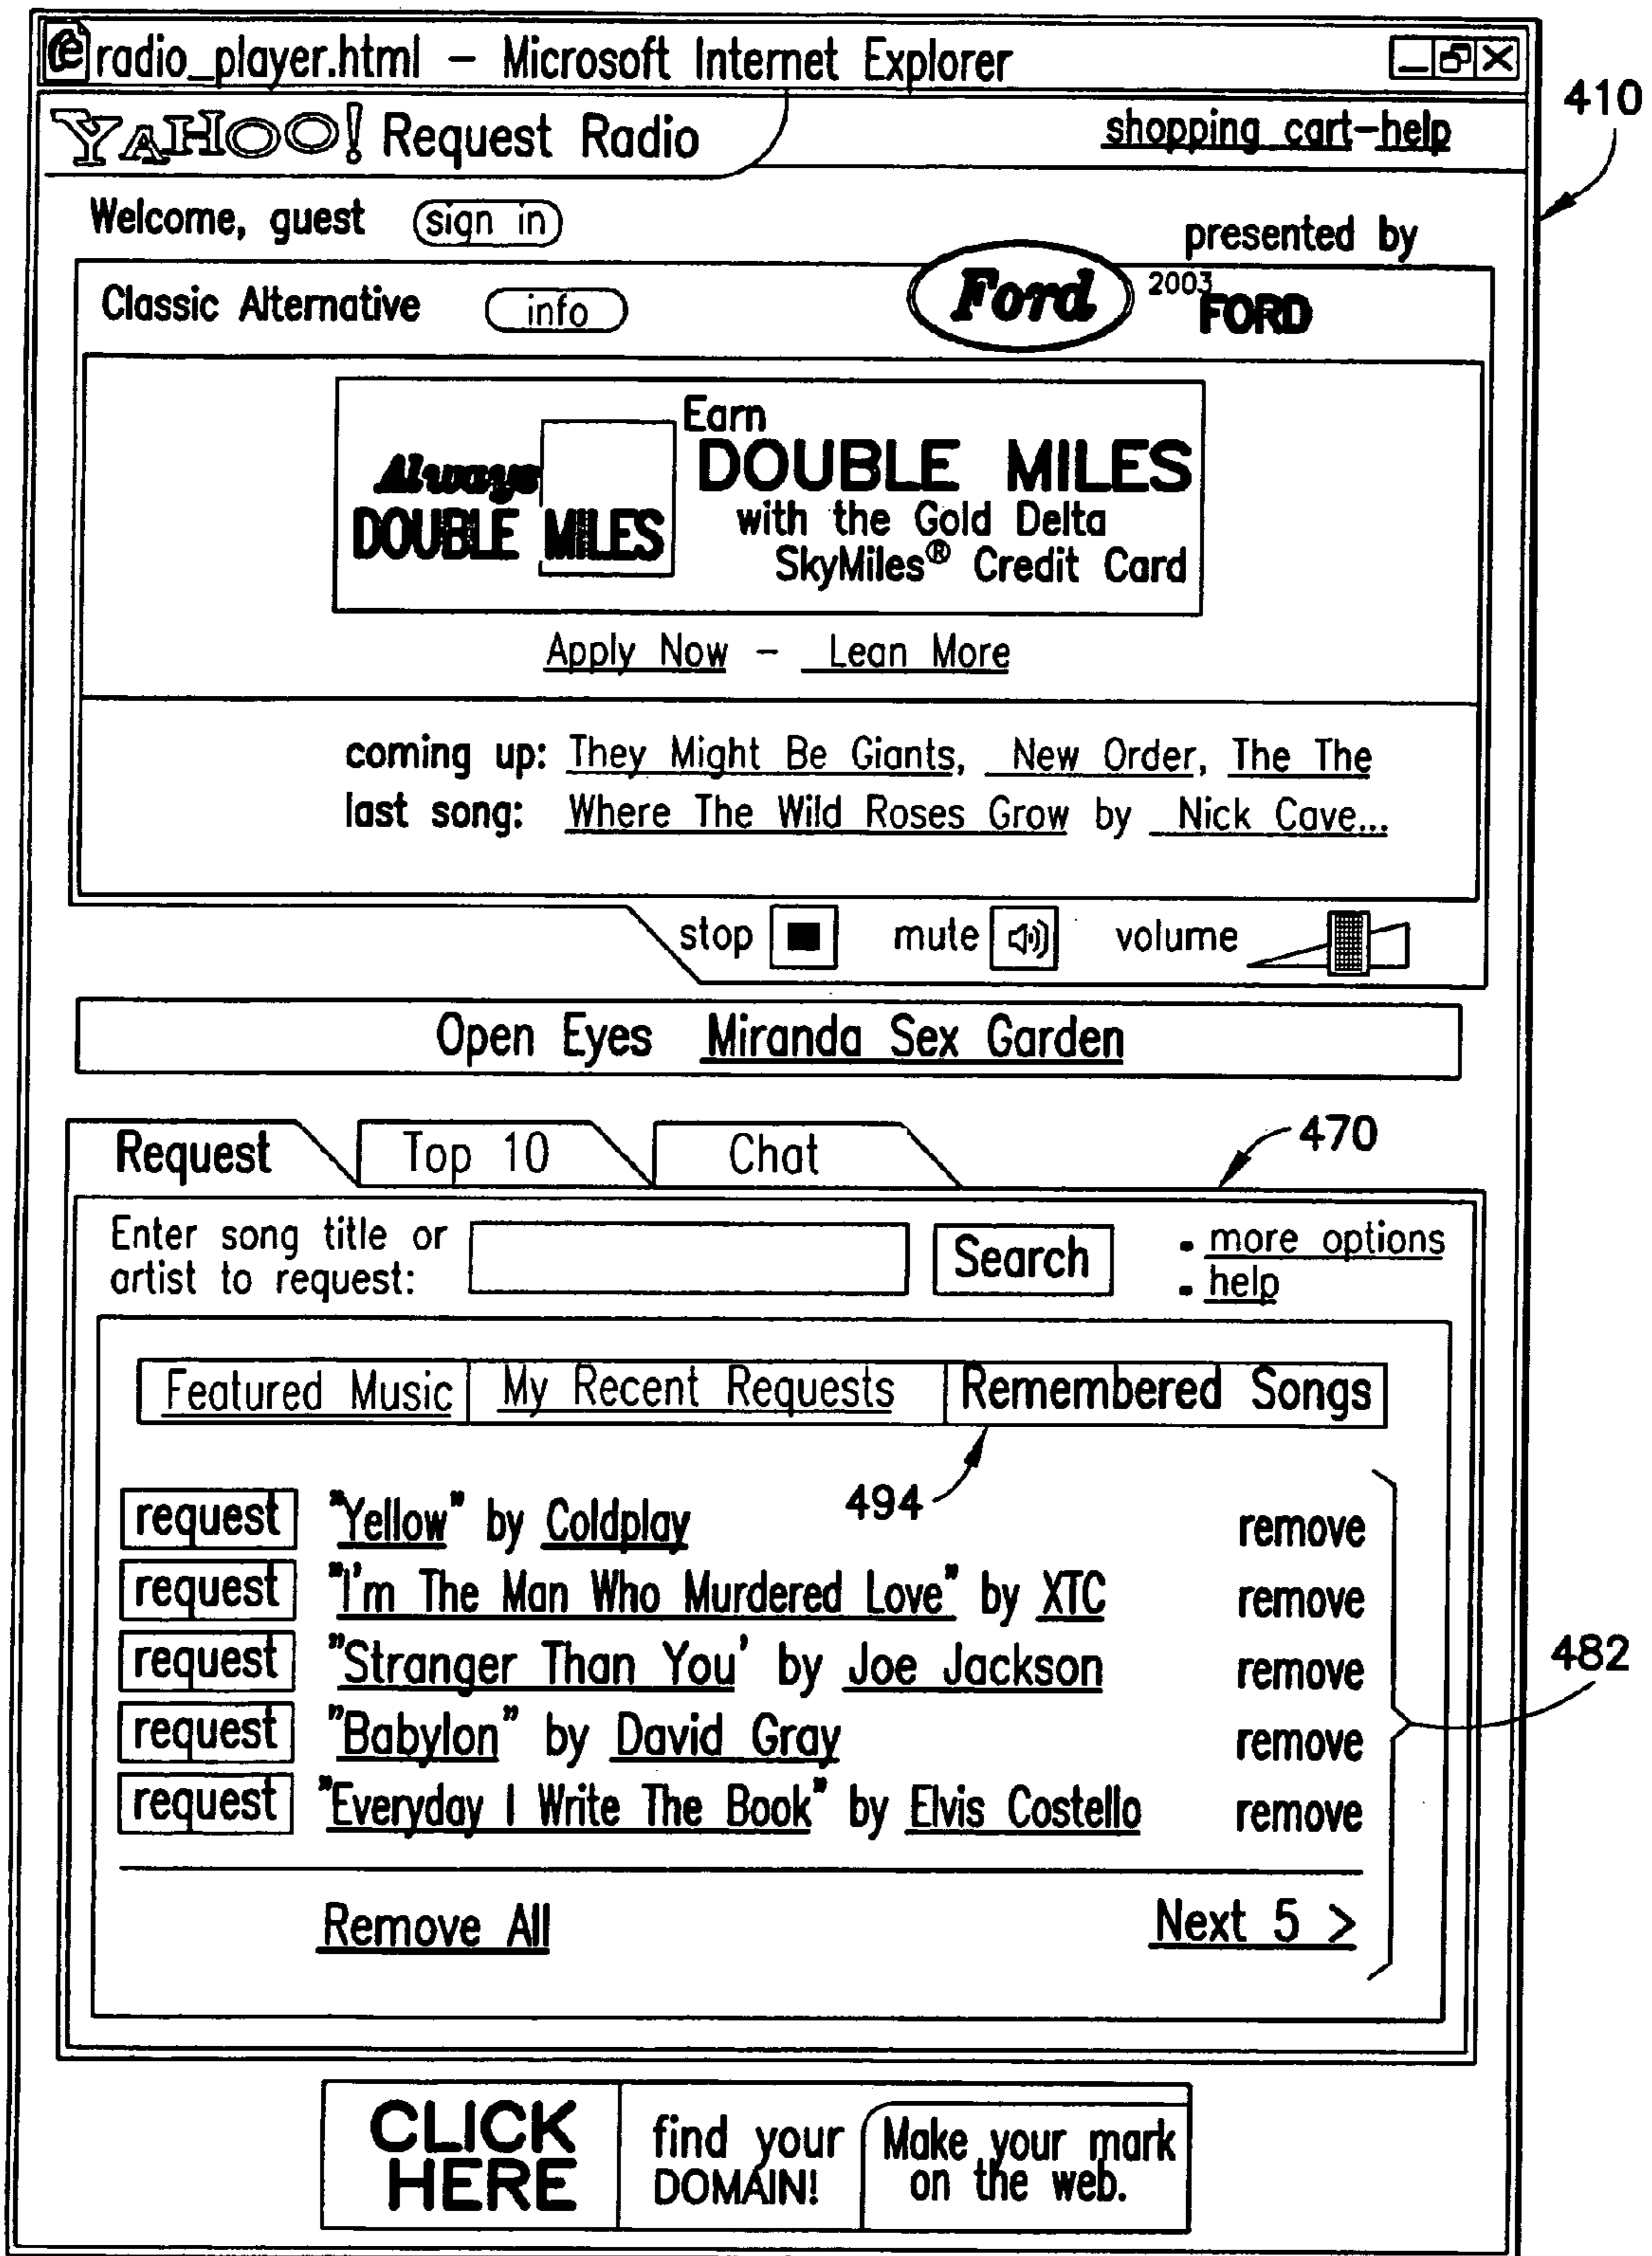 radio_player.html – Microsoft Internet Explorer
410
YAHOO! Request Radio shopping cart-help
Welcome, guest sign in presented by
Classic Alternative info Ford 2003 FORD
Earn
Always DOUBLE MILES
DOUBLE MILES with the Gold Delta
SkyMiles® Credit Card
Apply Now – Lean More
coming up: They Might Be Giants, New Order, The The
last song: Where The Wild Roses Grow by Nick Cave...
stop mute volume
Open Eyes Miranda Sex Garden
470
Request Top 10 Chat
Enter song title or
artist to request: Search
▪ more options
▪ help
Featured Music My Recent Requests Remembered Songs
494
request "Yellow" by Coldplay remove
request "I'm The Man Who Murdered Love" by XTC remove
request "Stranger Than You' by Joe Jackson remove
482
request "Babylon" by David Gray remove
request "Everyday I Write The Book" by Elvis Costello remove
Remove All Next 5 >
CLICK
HERE
find your
DOMAIN!
Make your mark
on the web.